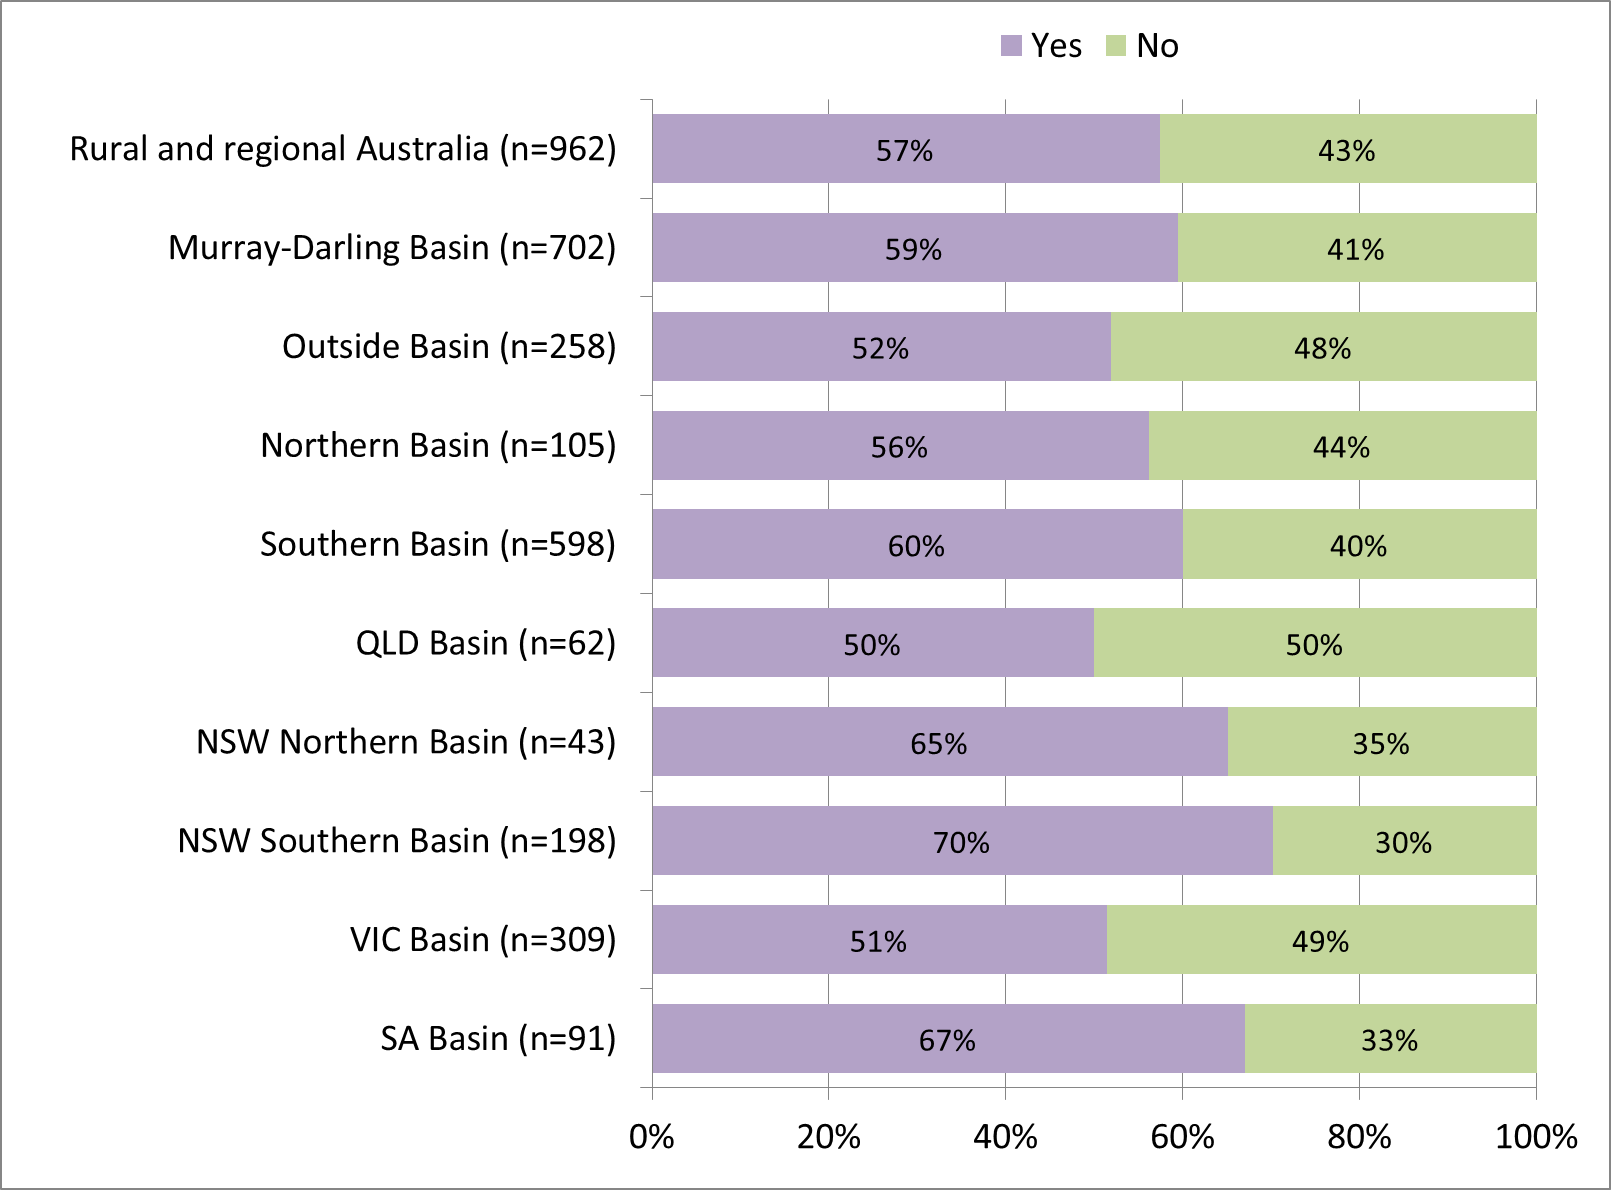 Yes No
Rural and regional Australia (n=962) 57% 43%
Murray-Darling Basin (n=702) 59% 41%
Outside Basin (n=258) 52% 48%
Northern Basin (n=105) 56% 44%
Southern Basin (n=598) 60% 40%
QLD Basin (n=62) 50% 50%
NSW Northern Basin (n=43) 65% 35%
NSW Southern Basin (n=198) 70% 30%
VIC Basin (n=309) 51% 49%
SA Basin (n=91) 67% 33%
0% 20% 40% 60% 80% 100%